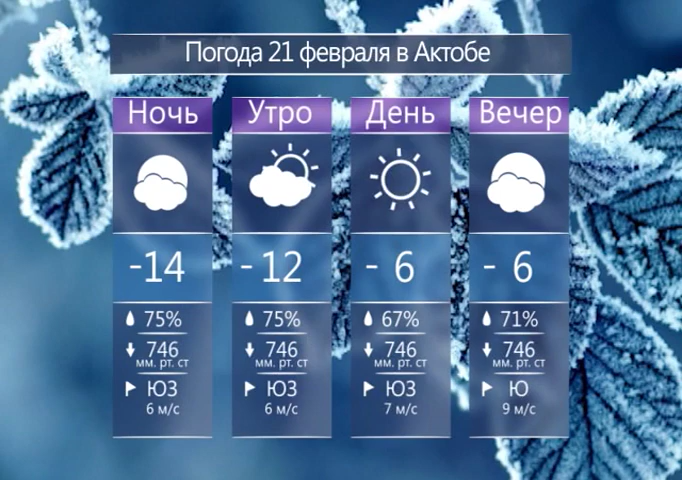 Погода 21 февраля в Актобе
Ночь Утро День Вечер
-14 - 12 - 6 - 6
75% 75% 67% 71%
746 746 746 746
мм. рт. ст мм. рт. ст мм. рт. ст мм. рт. ст
ЮЗ ЮЗ ЮЗ Ю
6 м/с 6 м/с 7 м/с 9 м/с